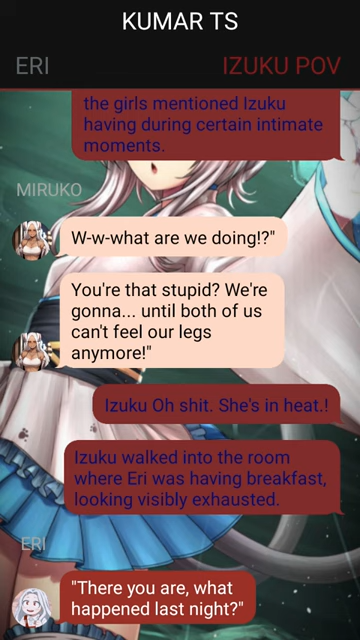 KUMAR TS
ERI
IZUKU POV
the girls mentioned Izuku
having during certain intimate
moments.
MIRUKO
W-w-what are we doing!?"
You're that stupid? We're
gonna... until both of us
can't feel our legs
anymore!"
Izuku Oh shit. She's in heat.!
Izuku walked into the room
where Eri was having breakfast,
looking visibly exhausted.
ERI
"There you are, what
happened last night?"